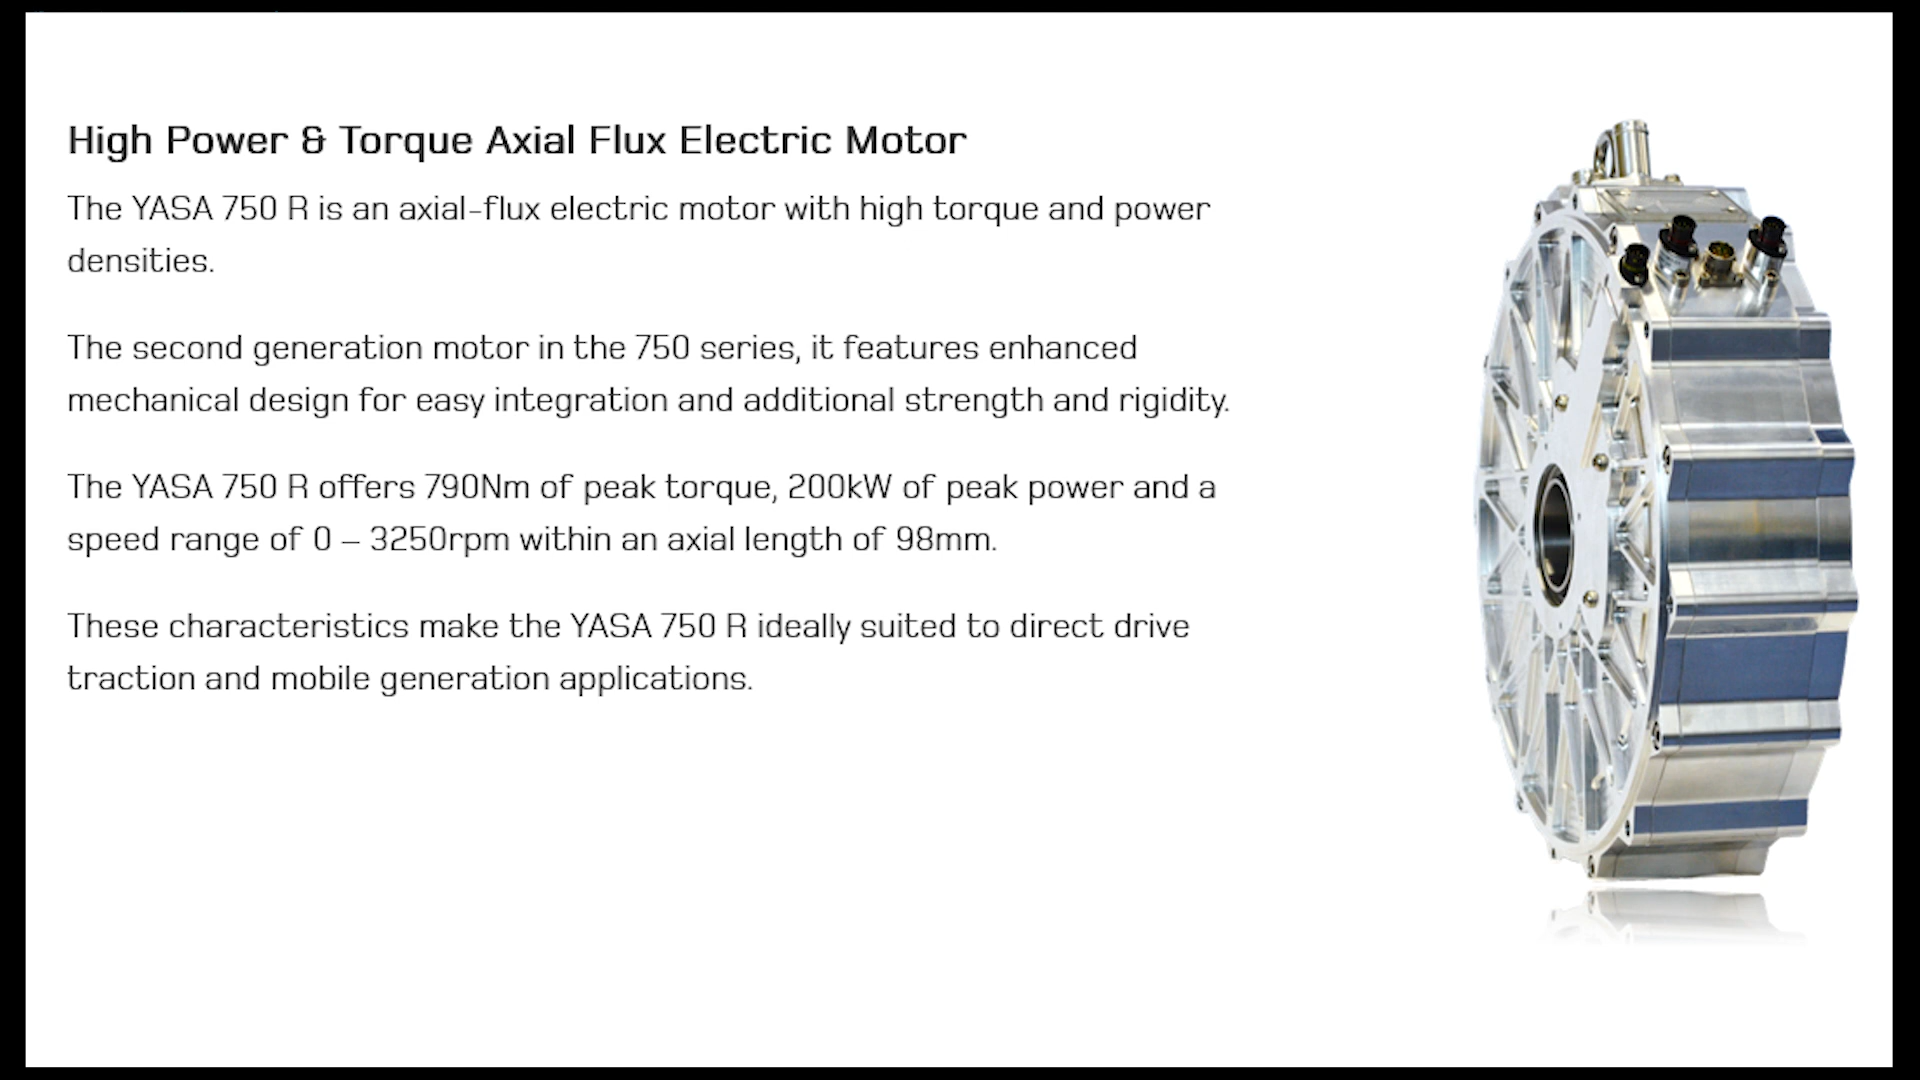 High Power & Torque Axial Flux Electric Motor
The YASA 750 R is an axial-flux electric motor with high torque and power
densities.
The second generation motor in the 750 series, it features enhanced
mechanical design for easy integration and additional strength and rigidity.
The YASA 750 R offers 790Nm of peak torque, 200kW of peak power and a
speed range of 0 – 3250rpm within an axial length of 98mm.
These characteristics make the YASA 750 R ideally suited to direct drive
traction and mobile generation applications.